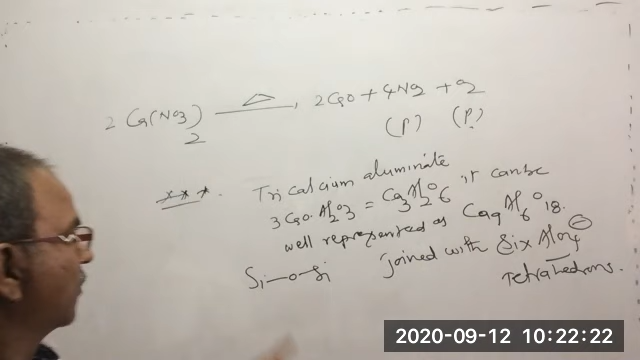 2 Ca(NO3)2 △→ 2CaO + 4NO2 + O2
(P) (P)
*** . Tri calcium aluminate
3CaO.Al2O3 = Ca3Al2O6 , it can be
well represented as Ca9Al6O18.
joined with Six AlO4⊖
Si—O—Si Tetrahedrons.
2020-09-12 10:22:22